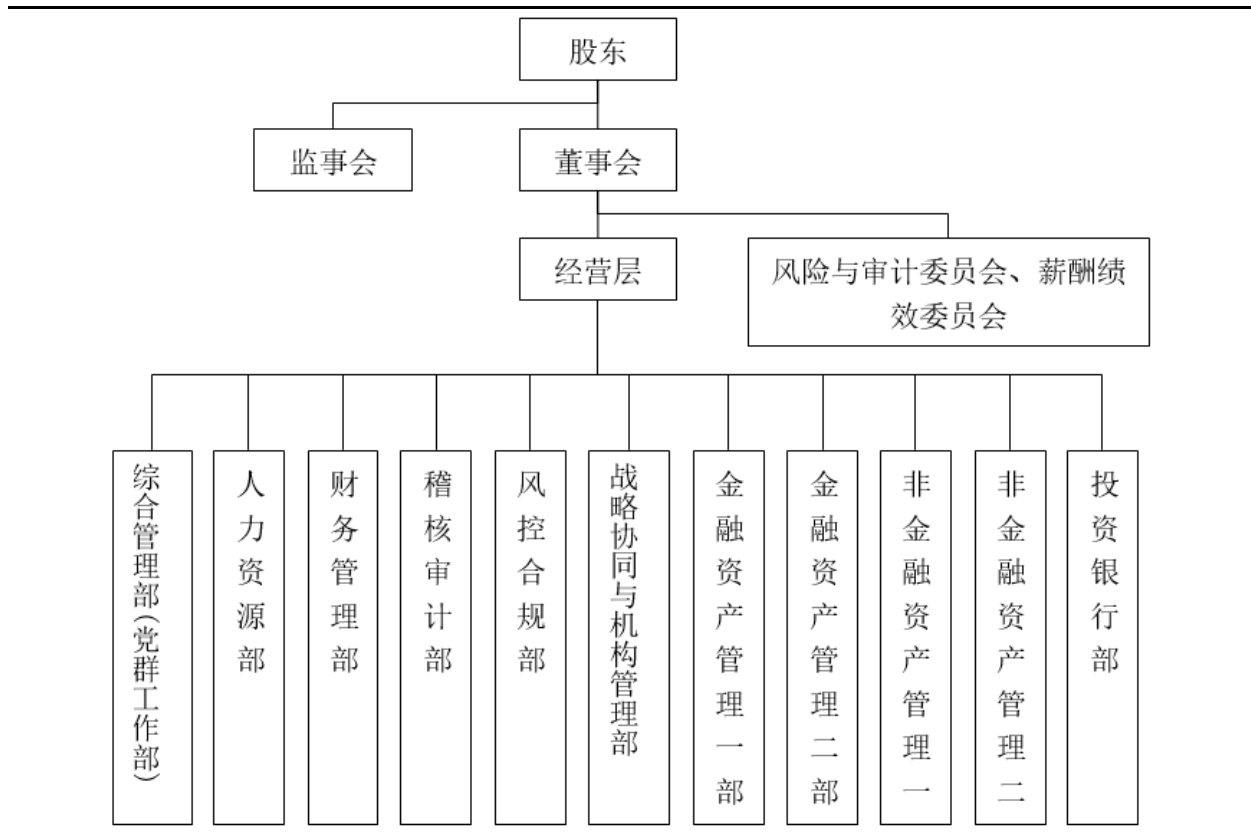 股东
监事会
董事会
经营层
风险与审计委员会、薪酬绩
效委员会
综合管理部(党群工作部)
人力资源部
财务管理部
稽核审计部
风控合规部
战略协同与机构管理部
金融资产管理一部
金融资产管理二部
非金融资产管理一
非金融资产管理二
投资银行部